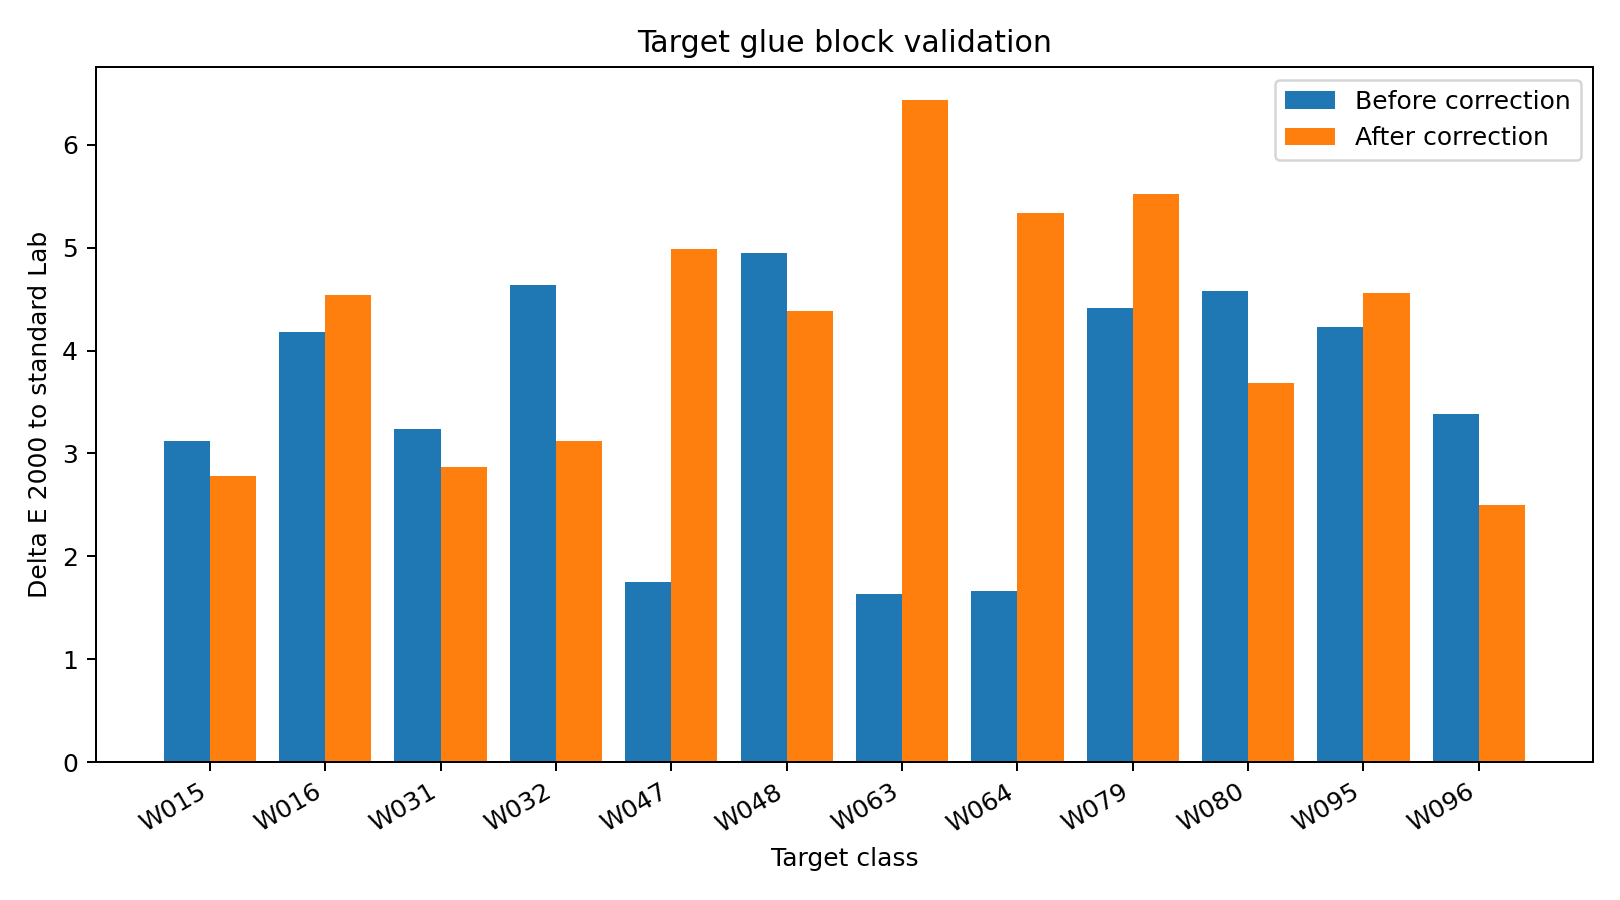 Target glue block validation
Before correction
After correction
Delta E 2000 to standard Lab
6
5
4
3
2
1
0
W015
W016
W031
W032
W047
W048
W063
W064
W079
W080
W095
W096
Target class